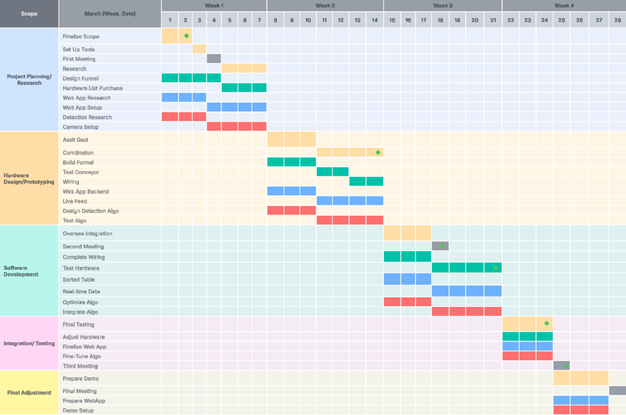 Scope
March (Week, Date)
Week 1
Week 2
Week 3
Week 4
1 2 3 4 5 6 7 8 9 10 11 12 13 14 15 16 17 18 19 20 21 22 23 24 25 26 27 28
Project Planning/
Research
Finalize Scope
Set Up Tools
First Meeting
Research
Design Funnel
Hardware List Purchase
Web App Research
Web App Setup
Detection Research
Camera Setup
Hardware
Design/Prototyping
Assit Gaol
Cordination
Build Funnel
Test Conveyor
Wiring
Web App Backend
Live Feed
Design Detection Algo
Test Algo
Software
Development
Oversee Integration
Second Meeting
Complete Wiring
Test Hardware
Sorted Table
Real-time Data
Optimise Algo
Integrate Algo
Integration/ Testing
Final Testing
Adjust Hardware
Finalize Web App
Fine-Tune Algo
Third Meeting
Final Adjustment
Prepare Demo
Final Meeting
Prepare WebApp
Demo Setup